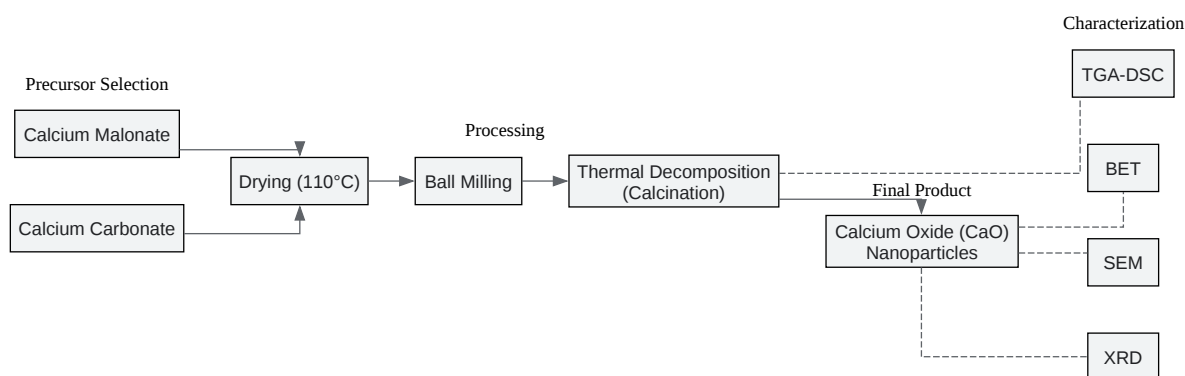 Characterization
TGA-DSC
Precursor Selection
Calcium Malonate
Processing
Drying (110°C)
Ball Milling
Thermal Decomposition
(Calcination)
BET
Final Product
Calcium Carbonate
Calcium Oxide (CaO)
Nanoparticles
SEM
XRD